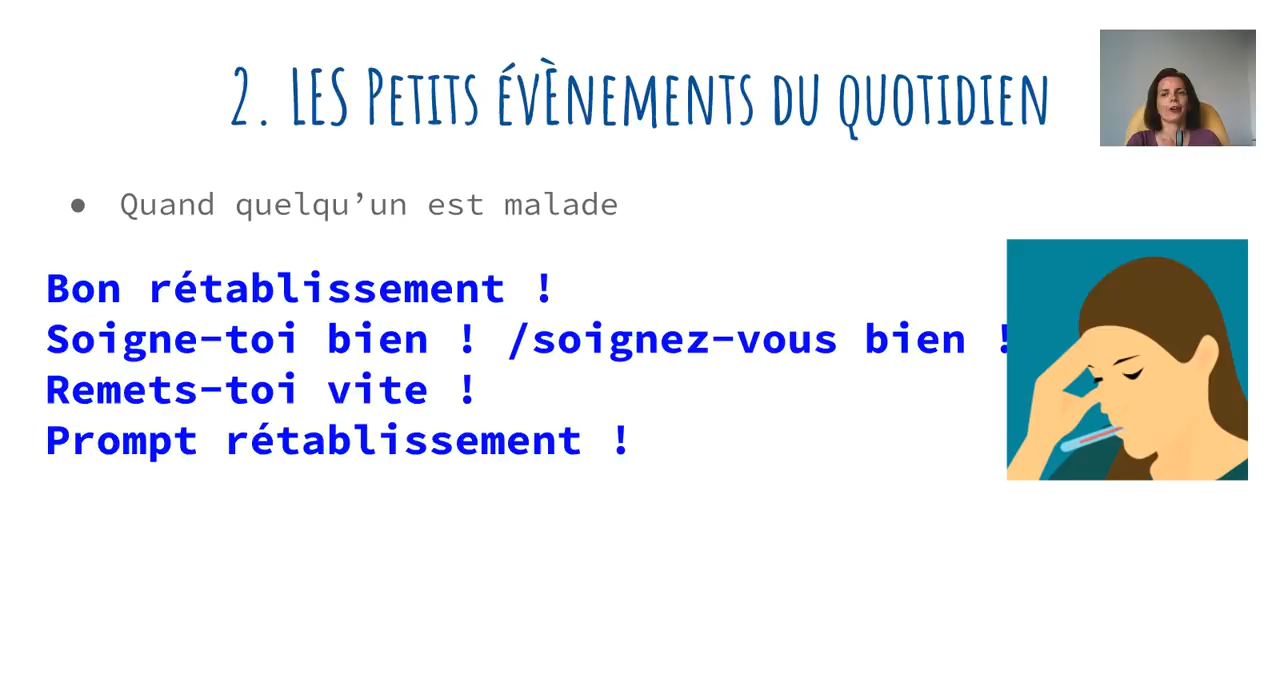 2. LES PETITS ÉVÈNEMENTS DU QUOTIDIEN
● Quand quelqu’un est malade
Bon rétablissement !
Soigne-toi bien ! /soignez-vous bien !
Remets-toi vite !
Prompt rétablissement !